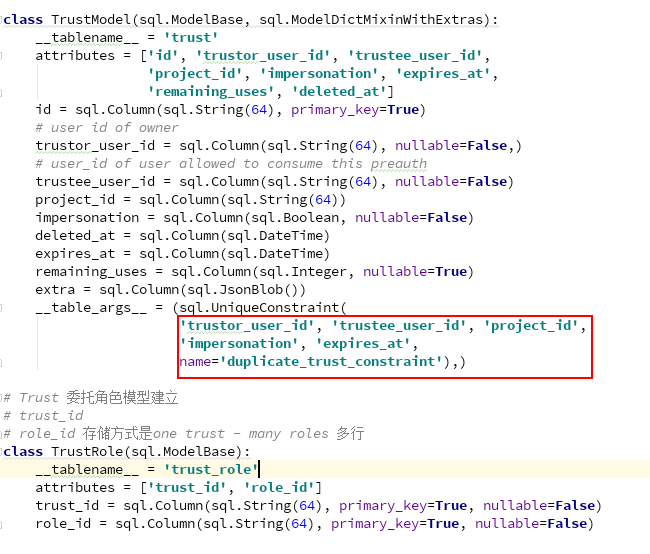 class TrustModel(sql.ModelBase, sql.ModelDictMixinWithExtras):
    __tablename__ = 'trust'
    attributes = ['id', 'trustor_user_id', 'trustee_user_id',
                  'project_id', 'impersonation', 'expires_at',
                  'remaining_uses', 'deleted_at']
    id = sql.Column(sql.String(64), primary_key=True)
    # user id of owner
    trustor_user_id = sql.Column(sql.String(64), nullable=False,)
    # user_id of user allowed to consume this preauth
    trustee_user_id = sql.Column(sql.String(64), nullable=False)
    project_id = sql.Column(sql.String(64))
    impersonation = sql.Column(sql.Boolean, nullable=False)
    deleted_at = sql.Column(sql.DateTime)
    expires_at = sql.Column(sql.DateTime)
    remaining_uses = sql.Column(sql.Integer, nullable=True)
    extra = sql.Column(sql.JsonBlob())
    __table_args__ = (sql.UniqueConstraint(
                      'trustor_user_id', 'trustee_user_id', 'project_id',
                      'impersonation', 'expires_at',
                      name='duplicate_trust_constraint'),)
# Trust 委托角色模型建立
# trust_id
# role_id 存储方式是one trust - many roles 多行
class TrustRole(sql.ModelBase):
    __tablename__ = 'trust_role'
    attributes = ['trust_id', 'role_id']
    trust_id = sql.Column(sql.String(64), primary_key=True, nullable=False)
    role_id = sql.Column(sql.String(64), primary_key=True, nullable=False)